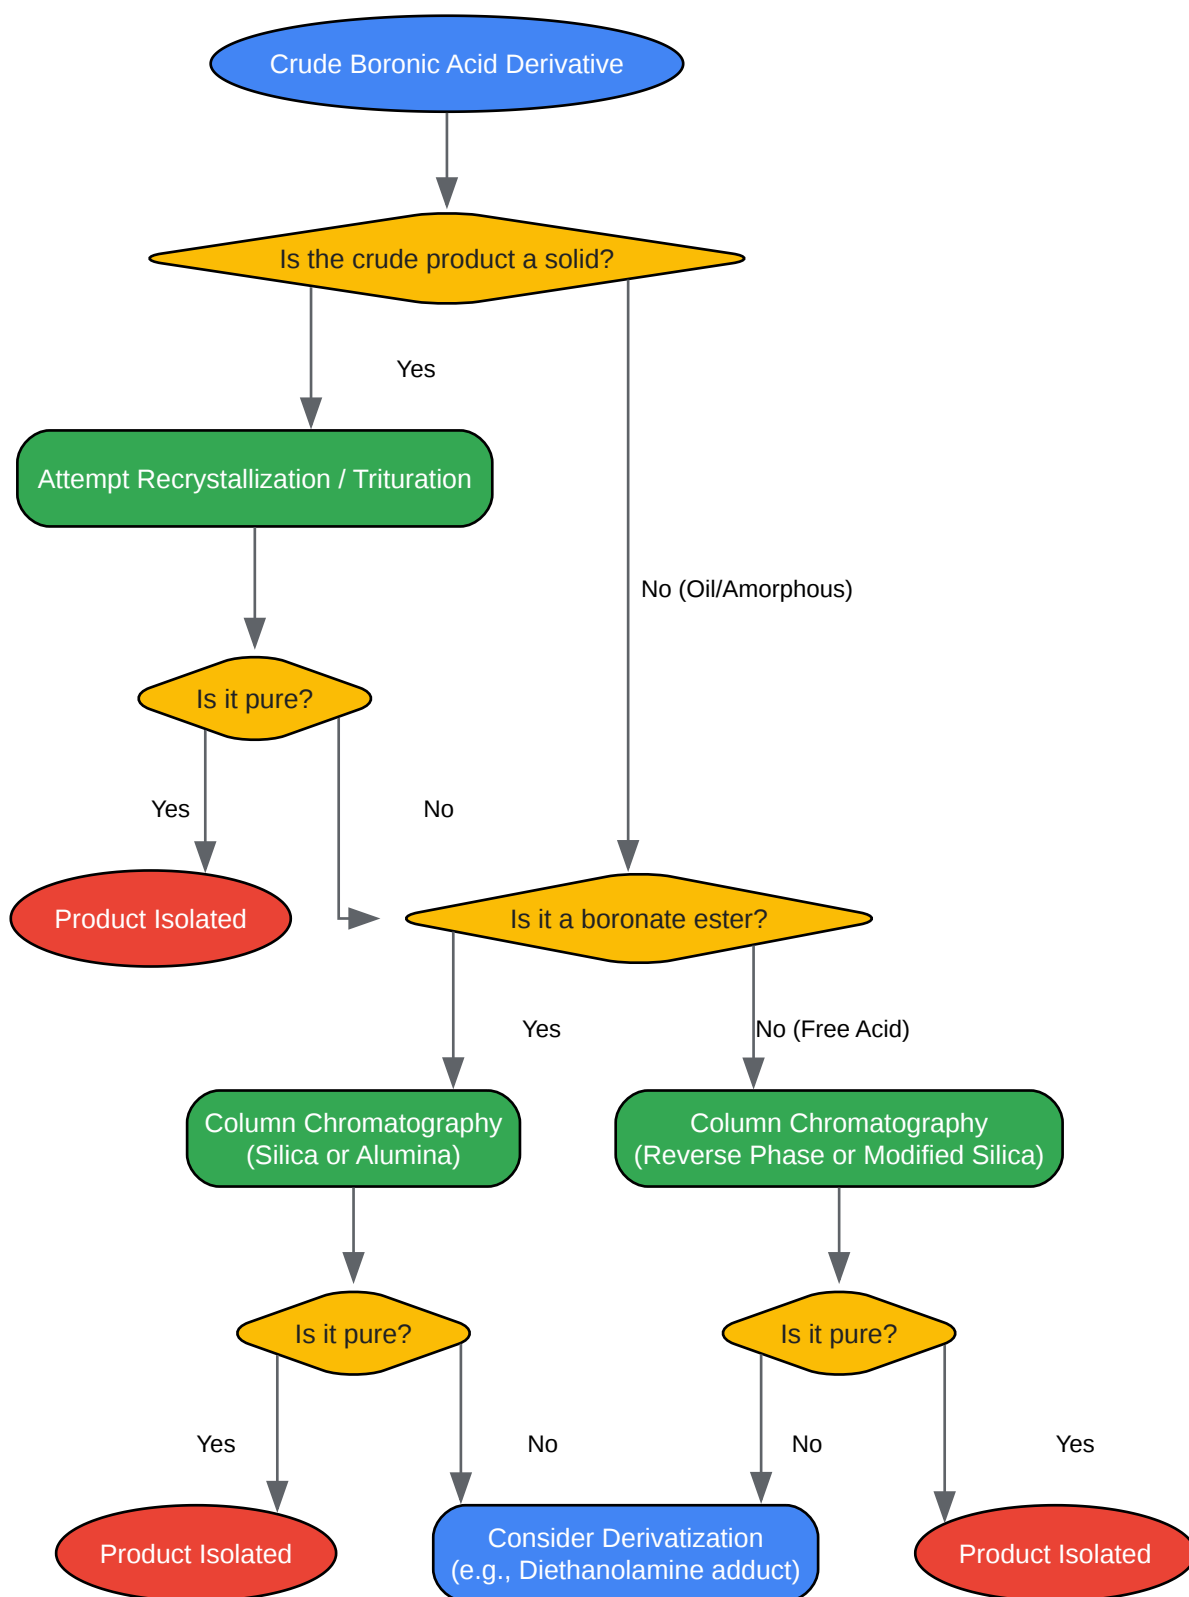 Crude Boronic Acid Derivative
Is the crude product a solid?
Yes
Attempt Recrystallization / Trituration
No (Oil/Amorphous)
Is it pure?
Yes
No
Product Isolated
Is it a boronate ester?
Yes
No (Free Acid)
Column Chromatography
(Silica or Alumina)
Column Chromatography
(Reverse Phase or Modified Silica)
Is it pure?
Is it pure?
Yes
No
No
Yes
Product Isolated
Consider Derivatization
(e.g., Diethanolamine adduct)
Product Isolated